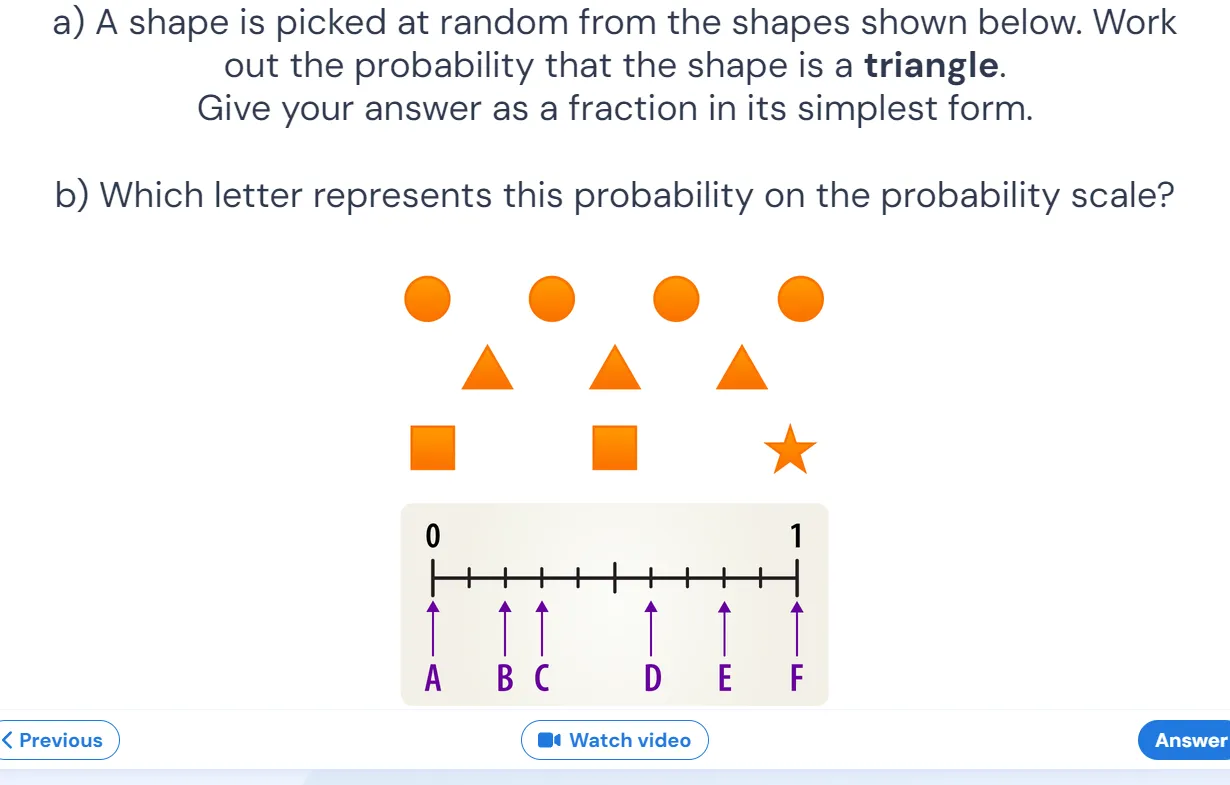 a) A shape is picked at random from the shapes shown below. Work
out the probability that the shape is a triangle.
Give your answer as a fraction in its simplest form.
b) Which letter represents this probability on the probability scale?
0 1
A B C D E F
Previous Watch video Answer